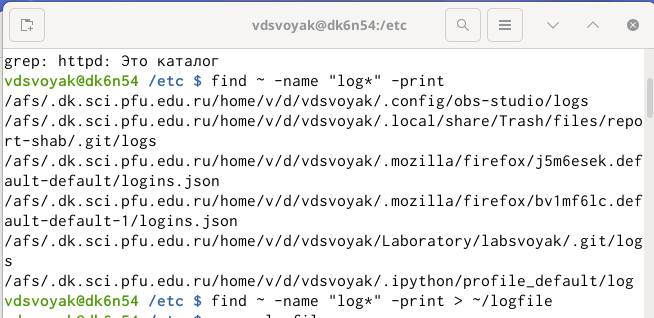 vdsvoyak@dk6n54:/etc
grep: httpd: Это каталог
vdsvoyak@dk6n54 /etc $ find ~ -name "log*" -print
/afs/.dk.sci.pfu.edu.ru/home/v/d/vdsvoyak/.config/obs-studio/logs
/afs/.dk.sci.pfu.edu.ru/home/v/d/vdsvoyak/.local/share/Trash/files/repo
rt-shab/.git/logs
/afs/.dk.sci.pfu.edu.ru/home/v/d/vdsvoyak/.mozilla/firefox/j5m6esek.def
ault-default/logins.json
/afs/.dk.sci.pfu.edu.ru/home/v/d/vdsvoyak/.mozilla/firefox/bv1mf6lc.def
ault-default-1/logins.json
/afs/.dk.sci.pfu.edu.ru/home/v/d/vdsvoyak/Laboratory/labsvoyak/.git/log
s
/afs/.dk.sci.pfu.edu.ru/home/v/d/vdsvoyak/.ipython/profile_default/log
vdsvoyak@dk6n54 /etc $ find ~ -name "log*" -print > ~/logfile